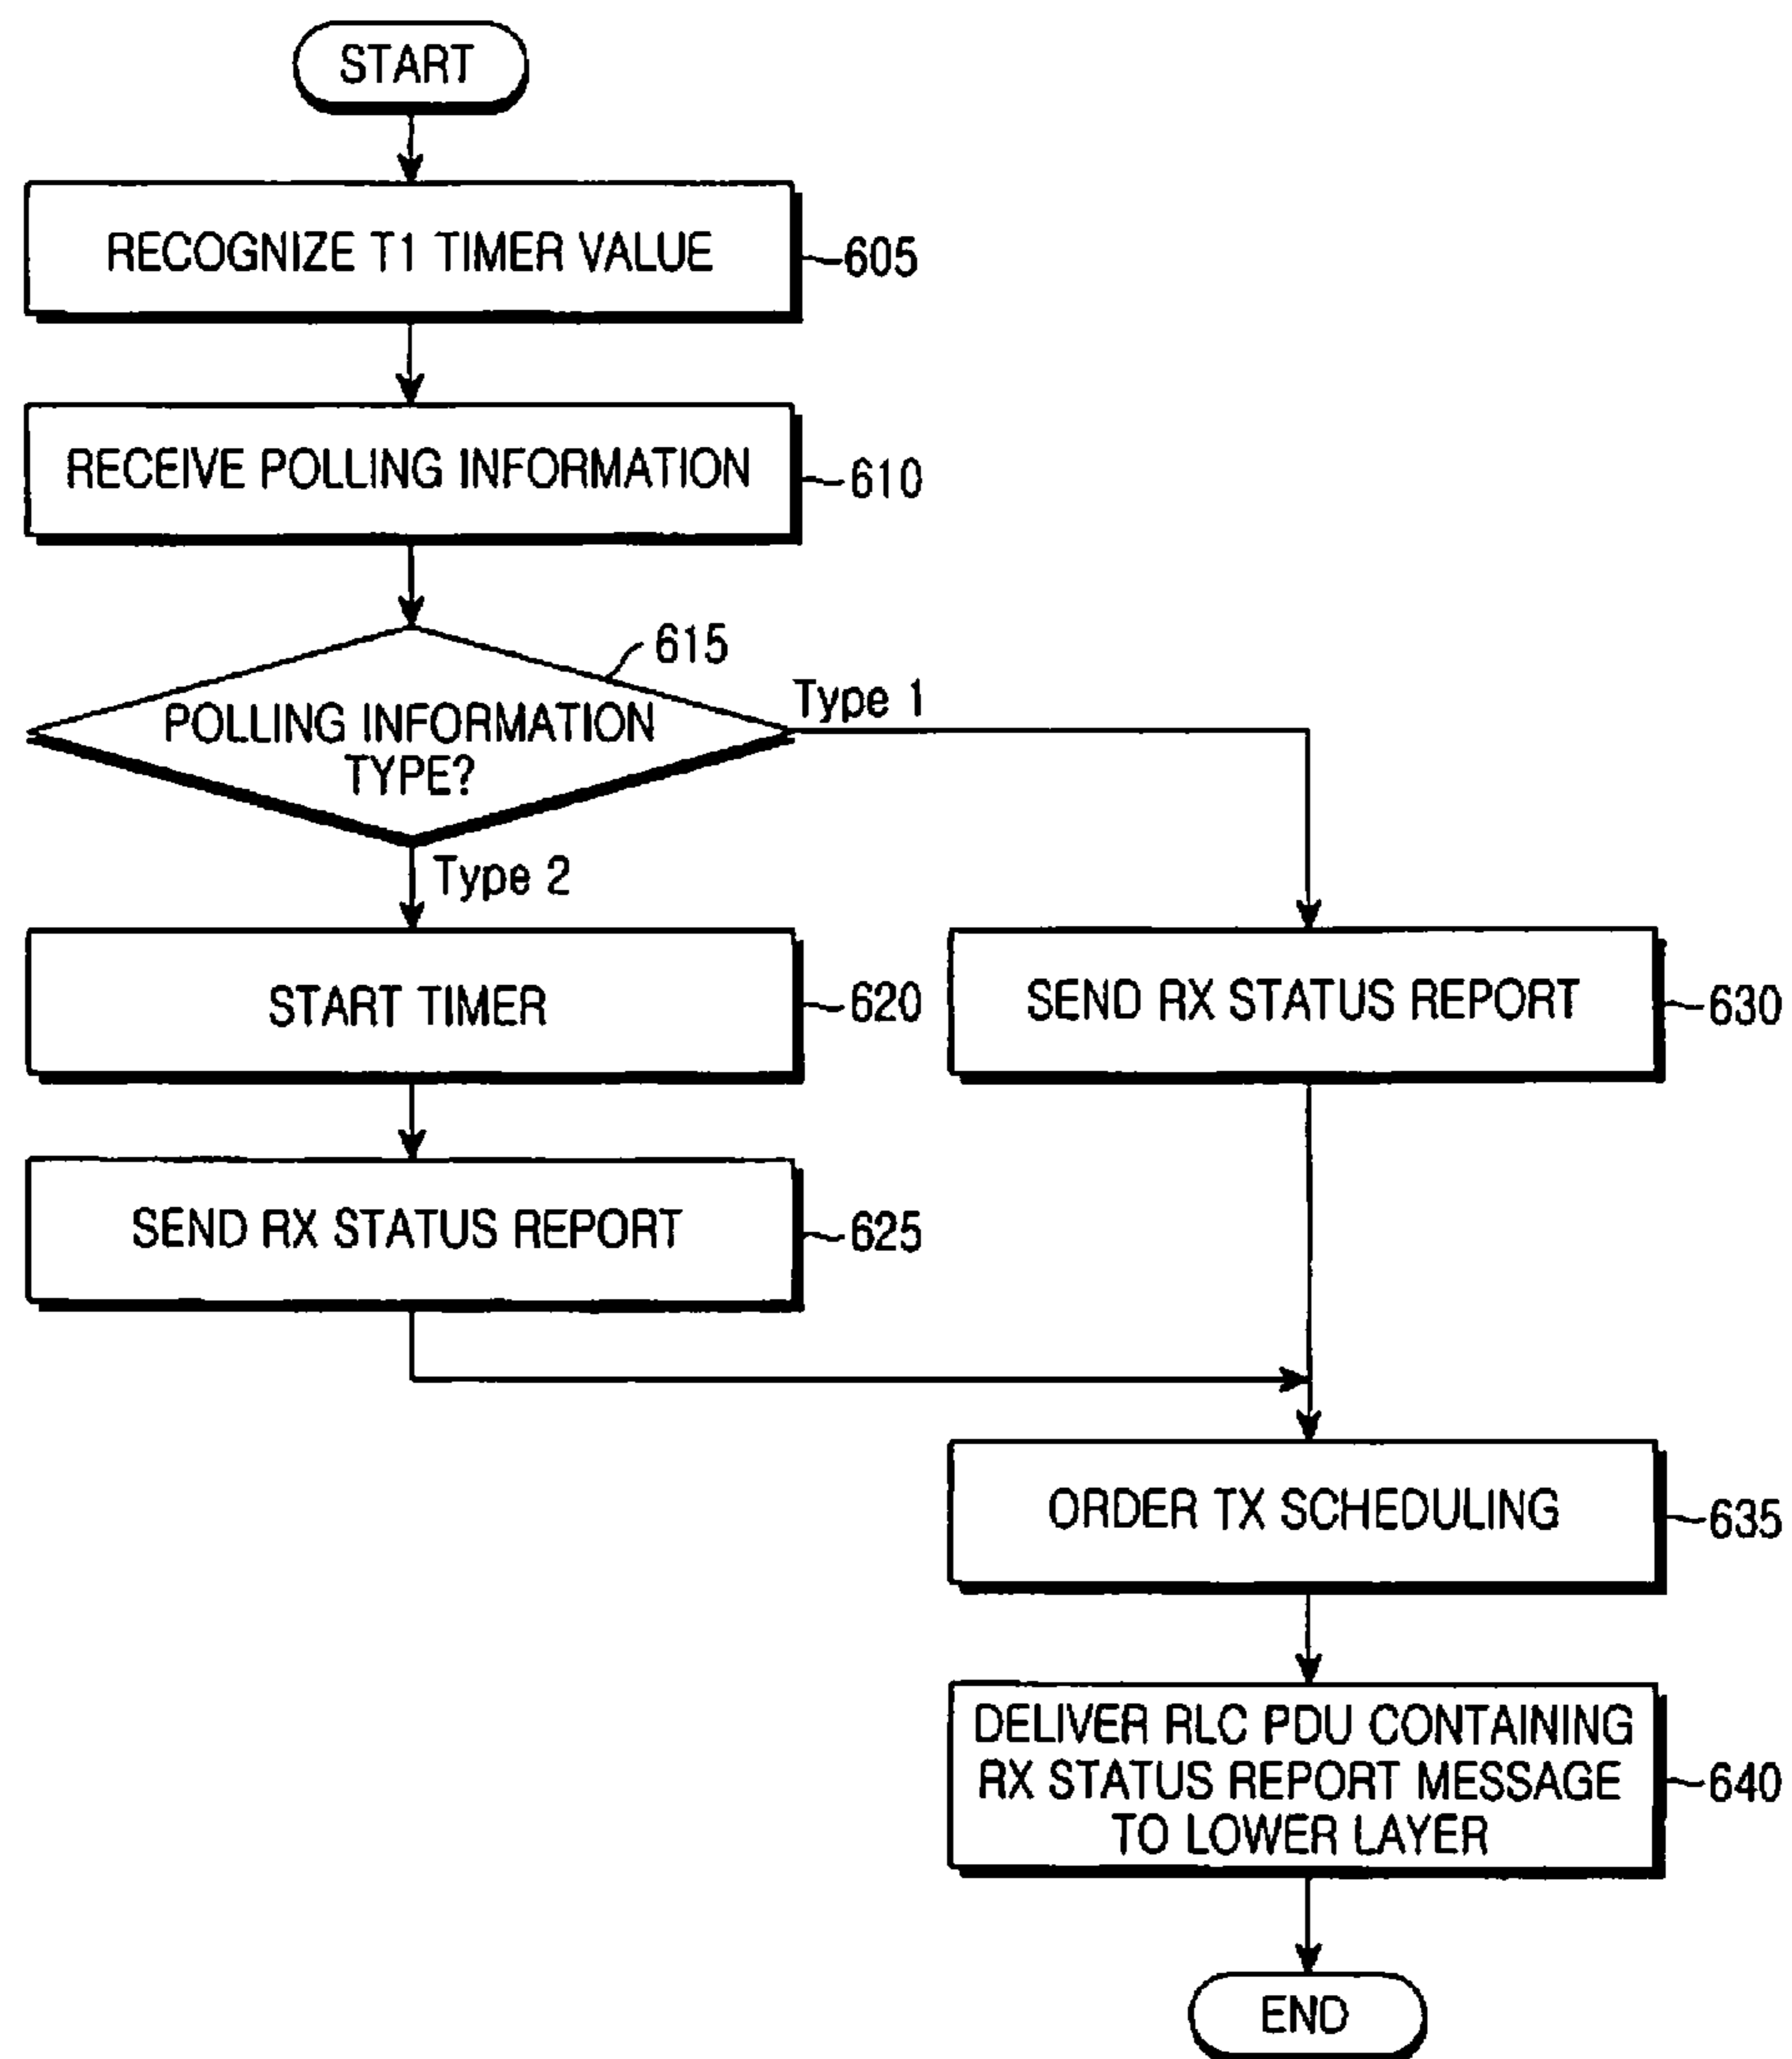 START
RECOGNIZE T1 TIMER VALUE
605
RECEIVE POLLING INFORMATION
610
615
POLLING INFORMATION
TYPE?
Type 1
Type 2
START TIMER
620
SEND RX STATUS REPORT
630
SEND RX STATUS REPORT
625
ORDER TX SCHEDULING
635
DELIVER RLC PDU CONTAINING
RX STATUS REPORT MESSAGE
TO LOWER LAYER
640
END